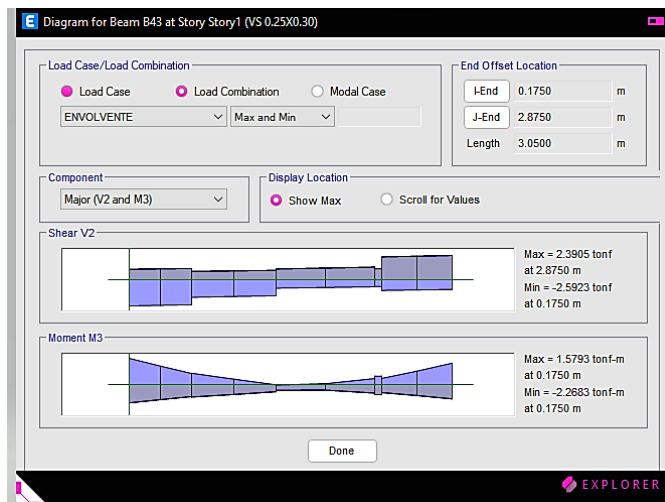 E Diagram for Beam B43 at Story Story1 (VS 0.25X0.30)
Load Case/Load Combination
Load Case Load Combination Modal Case
ENVOLVENTE Max and Min
End Offset Location
I-End 0.1750 m
J-End 2.8750 m
Length 3.0500 m
Component
Major (V2 and M3)
Display Location
Show Max Scroll for Values
Shear V2
Max = 2.3905 tonf
at 2.8750 m
Min = -2.5923 tonf
at 0.1750 m
Moment M3
Max = 1.5793 tonf-m
at 0.1750 m
Min = -2.2683 tonf-m
at 0.1750 m
Done
EXPLORER